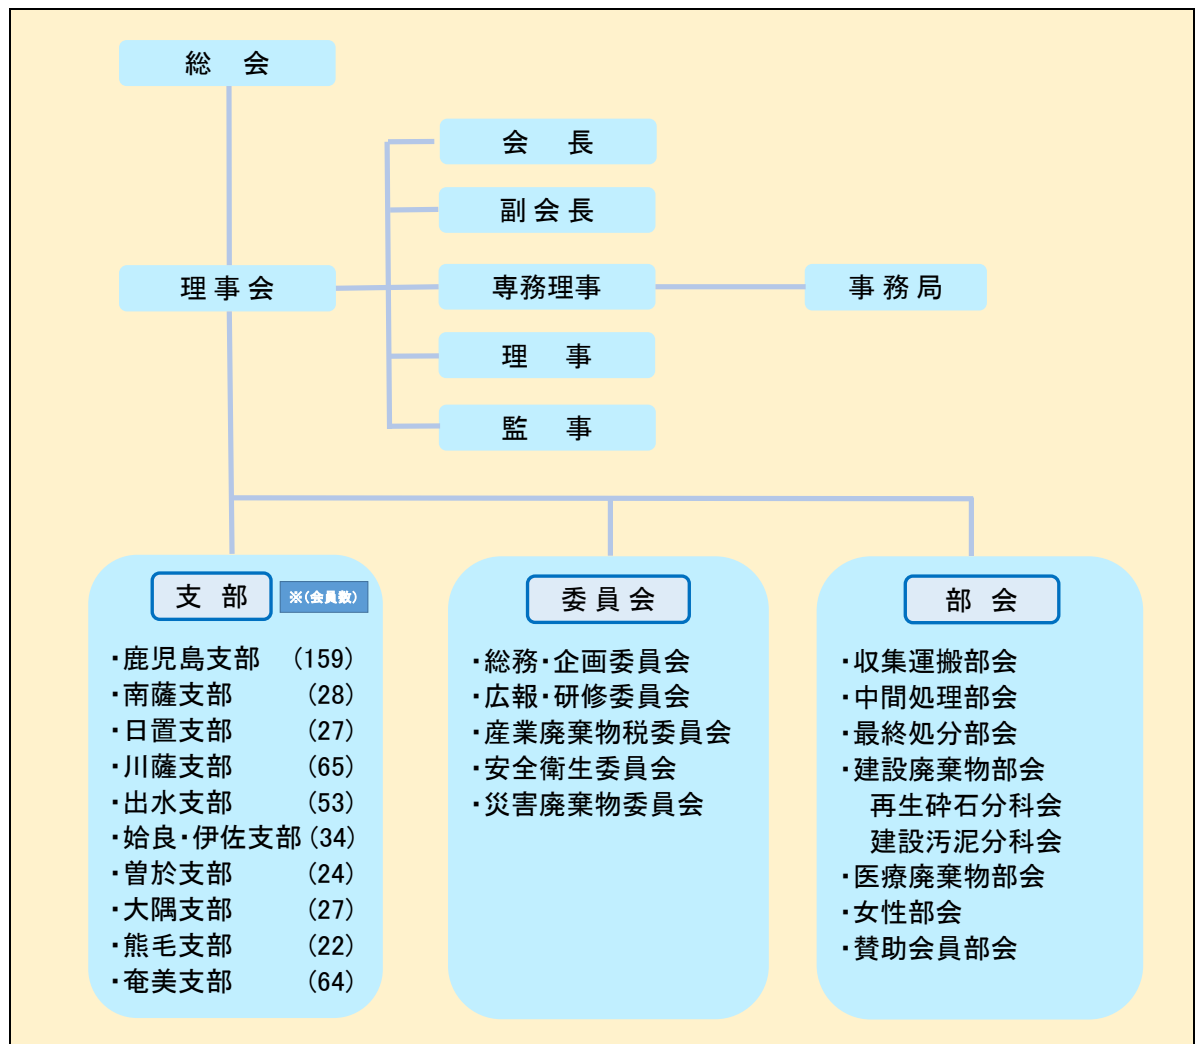 総　会
会　長
副会長
理事会
専務理事
事務局
理　事
監　事
支　部
※(会員数)
・鹿児島支部　(159)
・南薩支部　(28)
・日置支部　(27)
・川薩支部　(65)
・出水支部　(53)
・姶良・伊佐支部(34)
・曽於支部　(24)
・大隅支部　(27)
・熊毛支部　(22)
・奄美支部　(64)
委員会
・総務・企画委員会
・広報・研修委員会
・産業廃棄物税委員会
・安全衛生委員会
・災害廃棄物委員会
部　会
・収集運搬部会
・中間処理部会
・最終処分部会
・建設廃棄物部会
再生砕石分科会
建設汚泥分科会
・医療廃棄物部会
・女性部会
・賛助会員部会